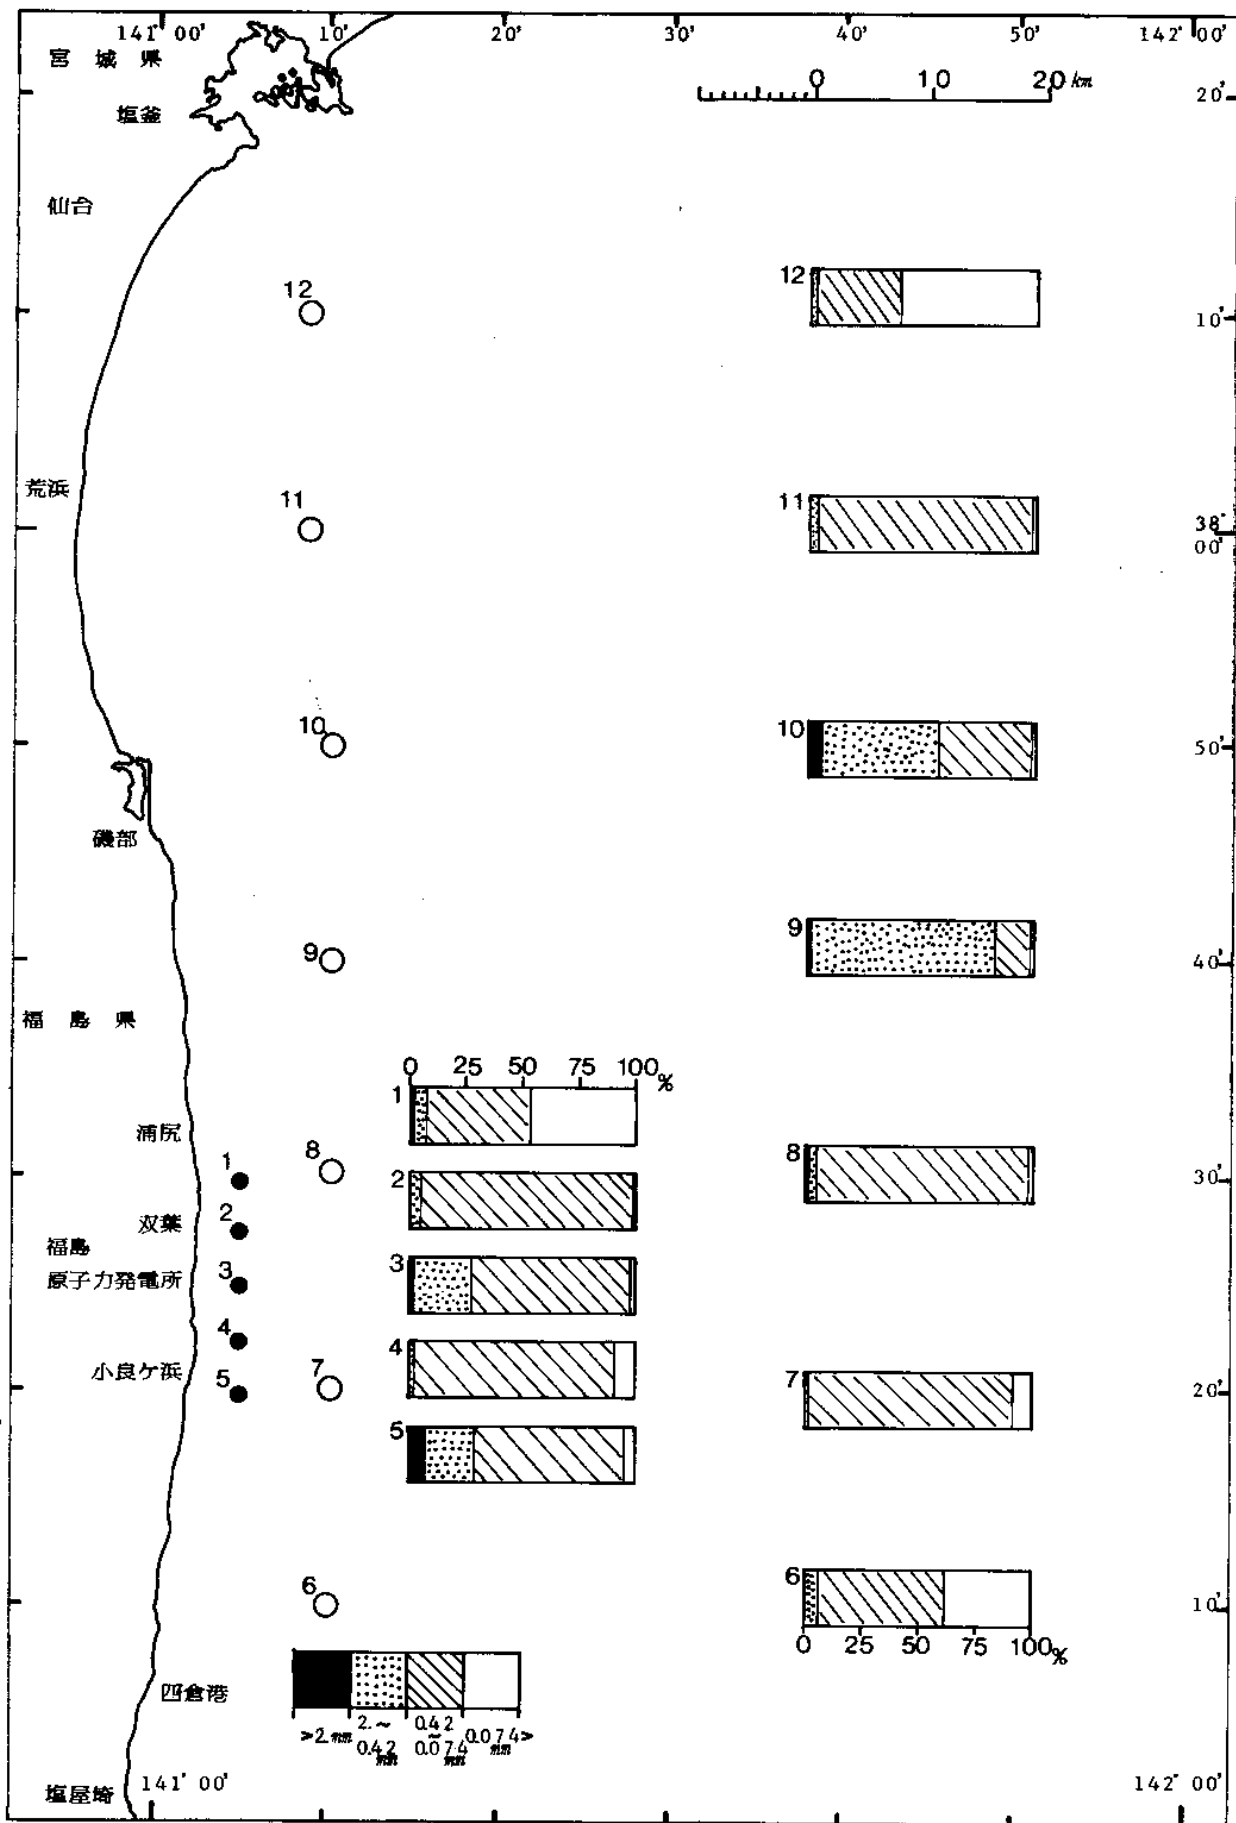 141° 00'
10'
20'
30'
40'
50'
142° 00'
宮 城 県
塩釜
0 10 20 km
20'
仙台
12
12
10'
荒浜
11
11
38°
00'
10
10
50'
磯部
9
9
40'
福 島 県
0 25 50 75 100%
1
浦尻
1
8
8
30'
2
双葉
2
福島
原子力発電所
3
3
4
4
小良ケ浜
5
7
7
20'
5
6
6
10'
0 25 50 75 100%
四倉港
>2mm
2.~
0.42
mm
0.42
~
0.074
mm
0.074>
mm
塩屋埼
141° 00'
142° 00'